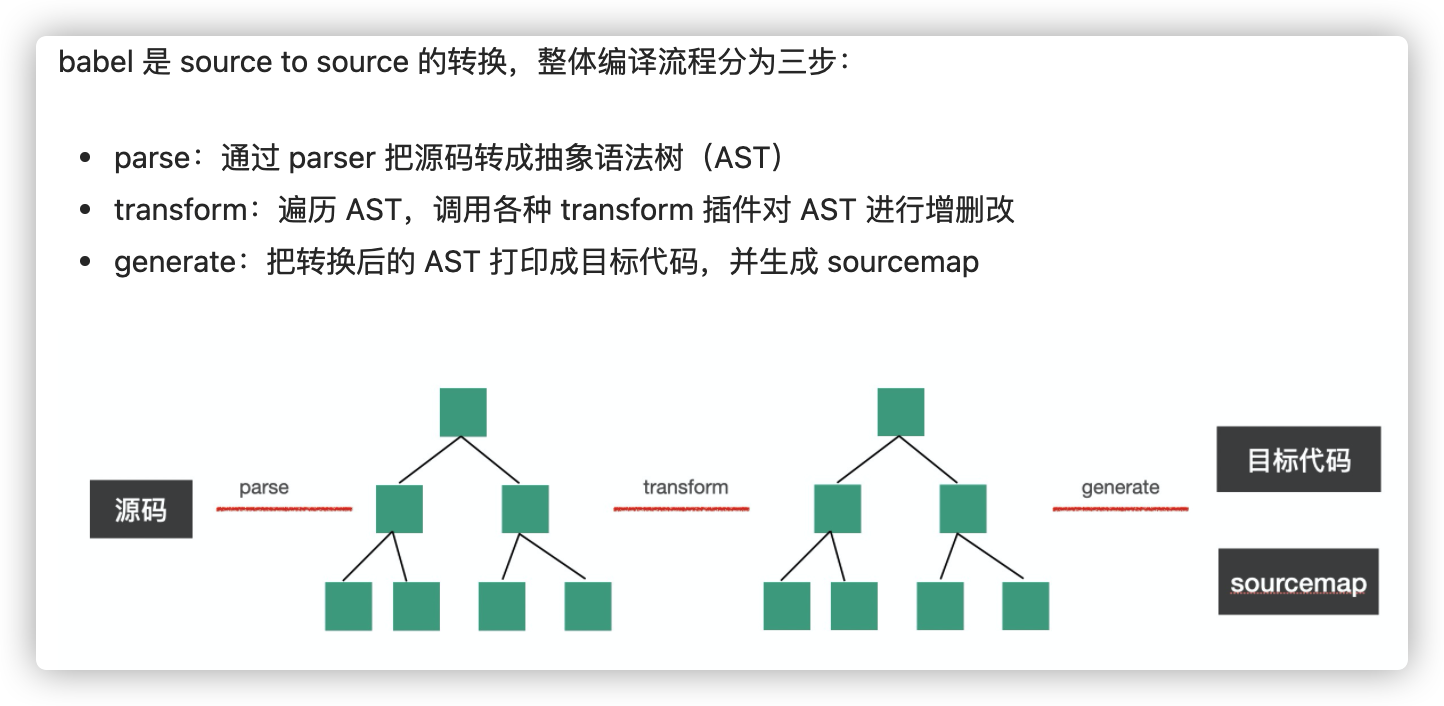 babel 是 source to source 的转换，整体编译流程分为三步：
parse：通过 parser 把源码转成抽象语法树（AST）
transform：遍历 AST，调用各种 transform 插件对 AST 进行增删改
generate：把转换后的 AST 打印成目标代码，并生成 sourcemap
源码
parse
transform
generate
目标代码
sourcemap